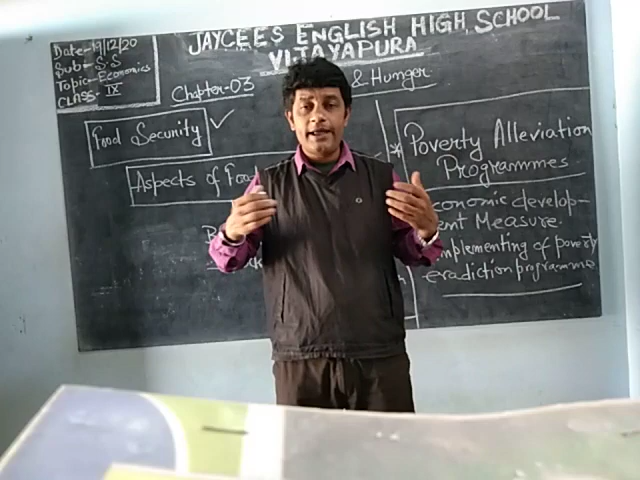 Date-19/12/20
Sub:- S.S
Topic-Economics
CLASS:- IX
JAYCEES ENGLISH HIGH SCHOOL
VIJAYAPURA
Chapter-03 & Hunger
Food Security
Aspects of
Poverty Alleviation
Programmes
conomic develop-
ent Measure.
mplementing of poverty
eradiction programme